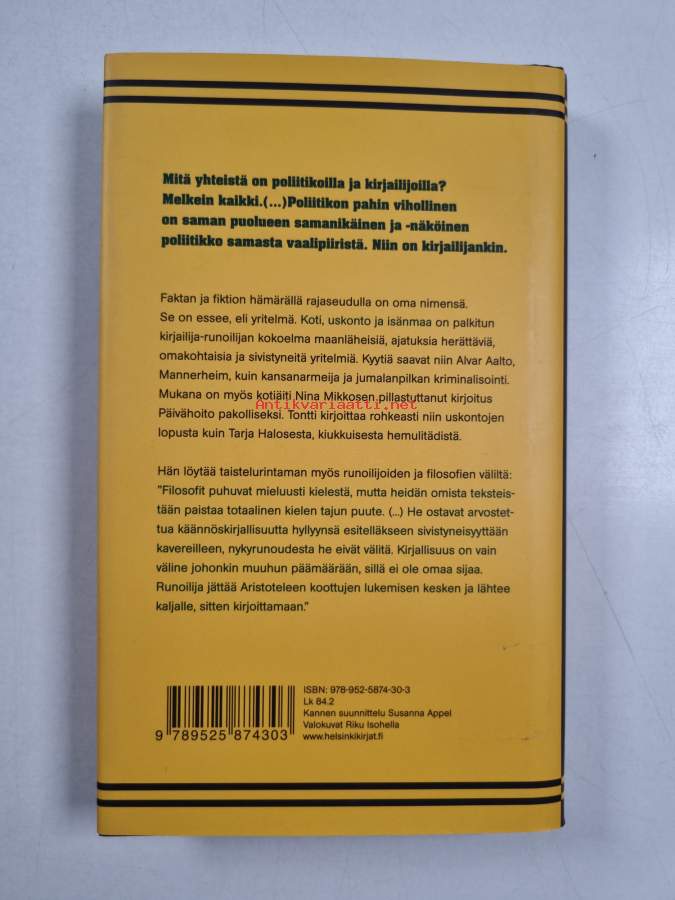 Mitä yhteistä on poliitikoilla ja kirjailijoilla?
Melkein kaikki.(...)Poliitikon pahin vihollinen
on saman puolueen samanikäinen ja -näköinen
poliitikko samasta vaalipiiristä. Niin on kirjailijankin.
Faktan ja fiktion hämärällä rajaseudulla on oma nimensä.
Se on essee, eli yritelmä. Koti, uskonto ja isänmaa on palkitun
kirjailija-runoilijan kokoelma maanläheisiä, ajatuksia herättäviä,
omakohtaisia ja sivistyneitä yritelmiä. Kyytiä saavat niin Alvar Aalto,
Mannerheim, kuin kansanarmeija ja jumalanpilkan kriminalisointi.
Mukana on myös kotiäiti Nina Mikkosen pillastuttanut kirjoitus
Antikvariaatti.net
Päivähoito pakolliseksi. Tontti kirjoittaa rohkeasti niin uskontojen
lopusta kuin Tarja Halosesta, kiukkuisesta hemulitädistä.
Hän löytää taistelurintaman myös runoilijoiden ja filosofien väliltä:
"Filosofit puhuvat mieluusti kielestä, mutta heidän omista teksteis-
tään paistaa totaalinen kielen tajun puute. (...) He ostavat arvostet-
tua käännöskirjallisuutta hyllyynsä esitelläkseen sivistyneisyyttään
kavereilleen, nykyrunoudesta he eivät välitä. Kirjallisuus on vain
väline johonkin muuhun päämäärään, sillä ei ole omaa sijaa.
Runoilija jättää Aristoteleen koottujen lukemisen kesken ja lähtee
kaljalle, sitten kirjoittamaan."
ISBN: 978-952-5874-30-3
Lk 84.2
Kannen suunnittelu Susanna Appel
Valokuvat Riku Isohella
www.helsinkikirjat.fi
9 789525 874303